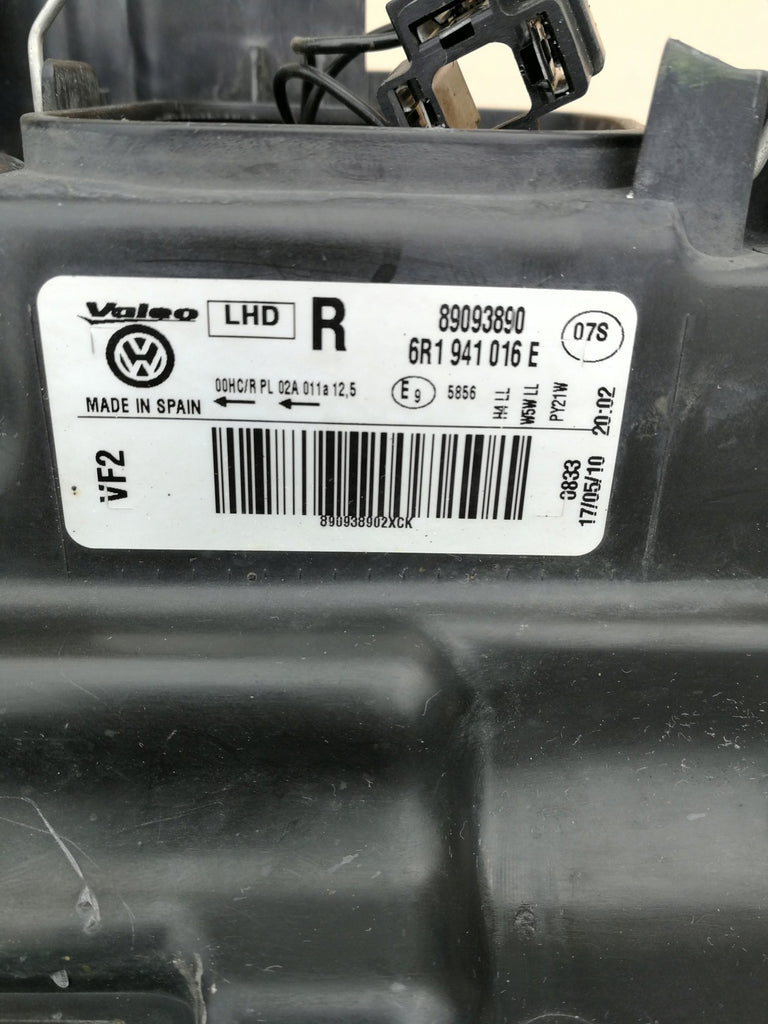 Valeo
LHD
R
89093890
6R1 941 016 E
07S
VW
MADE IN SPAIN
00HC/R PL 02A 011a 12,5
E9
5856
H4 LL
W5W LL
PY21W
20:02
VF2
890938902XCK
0833
17/05/10